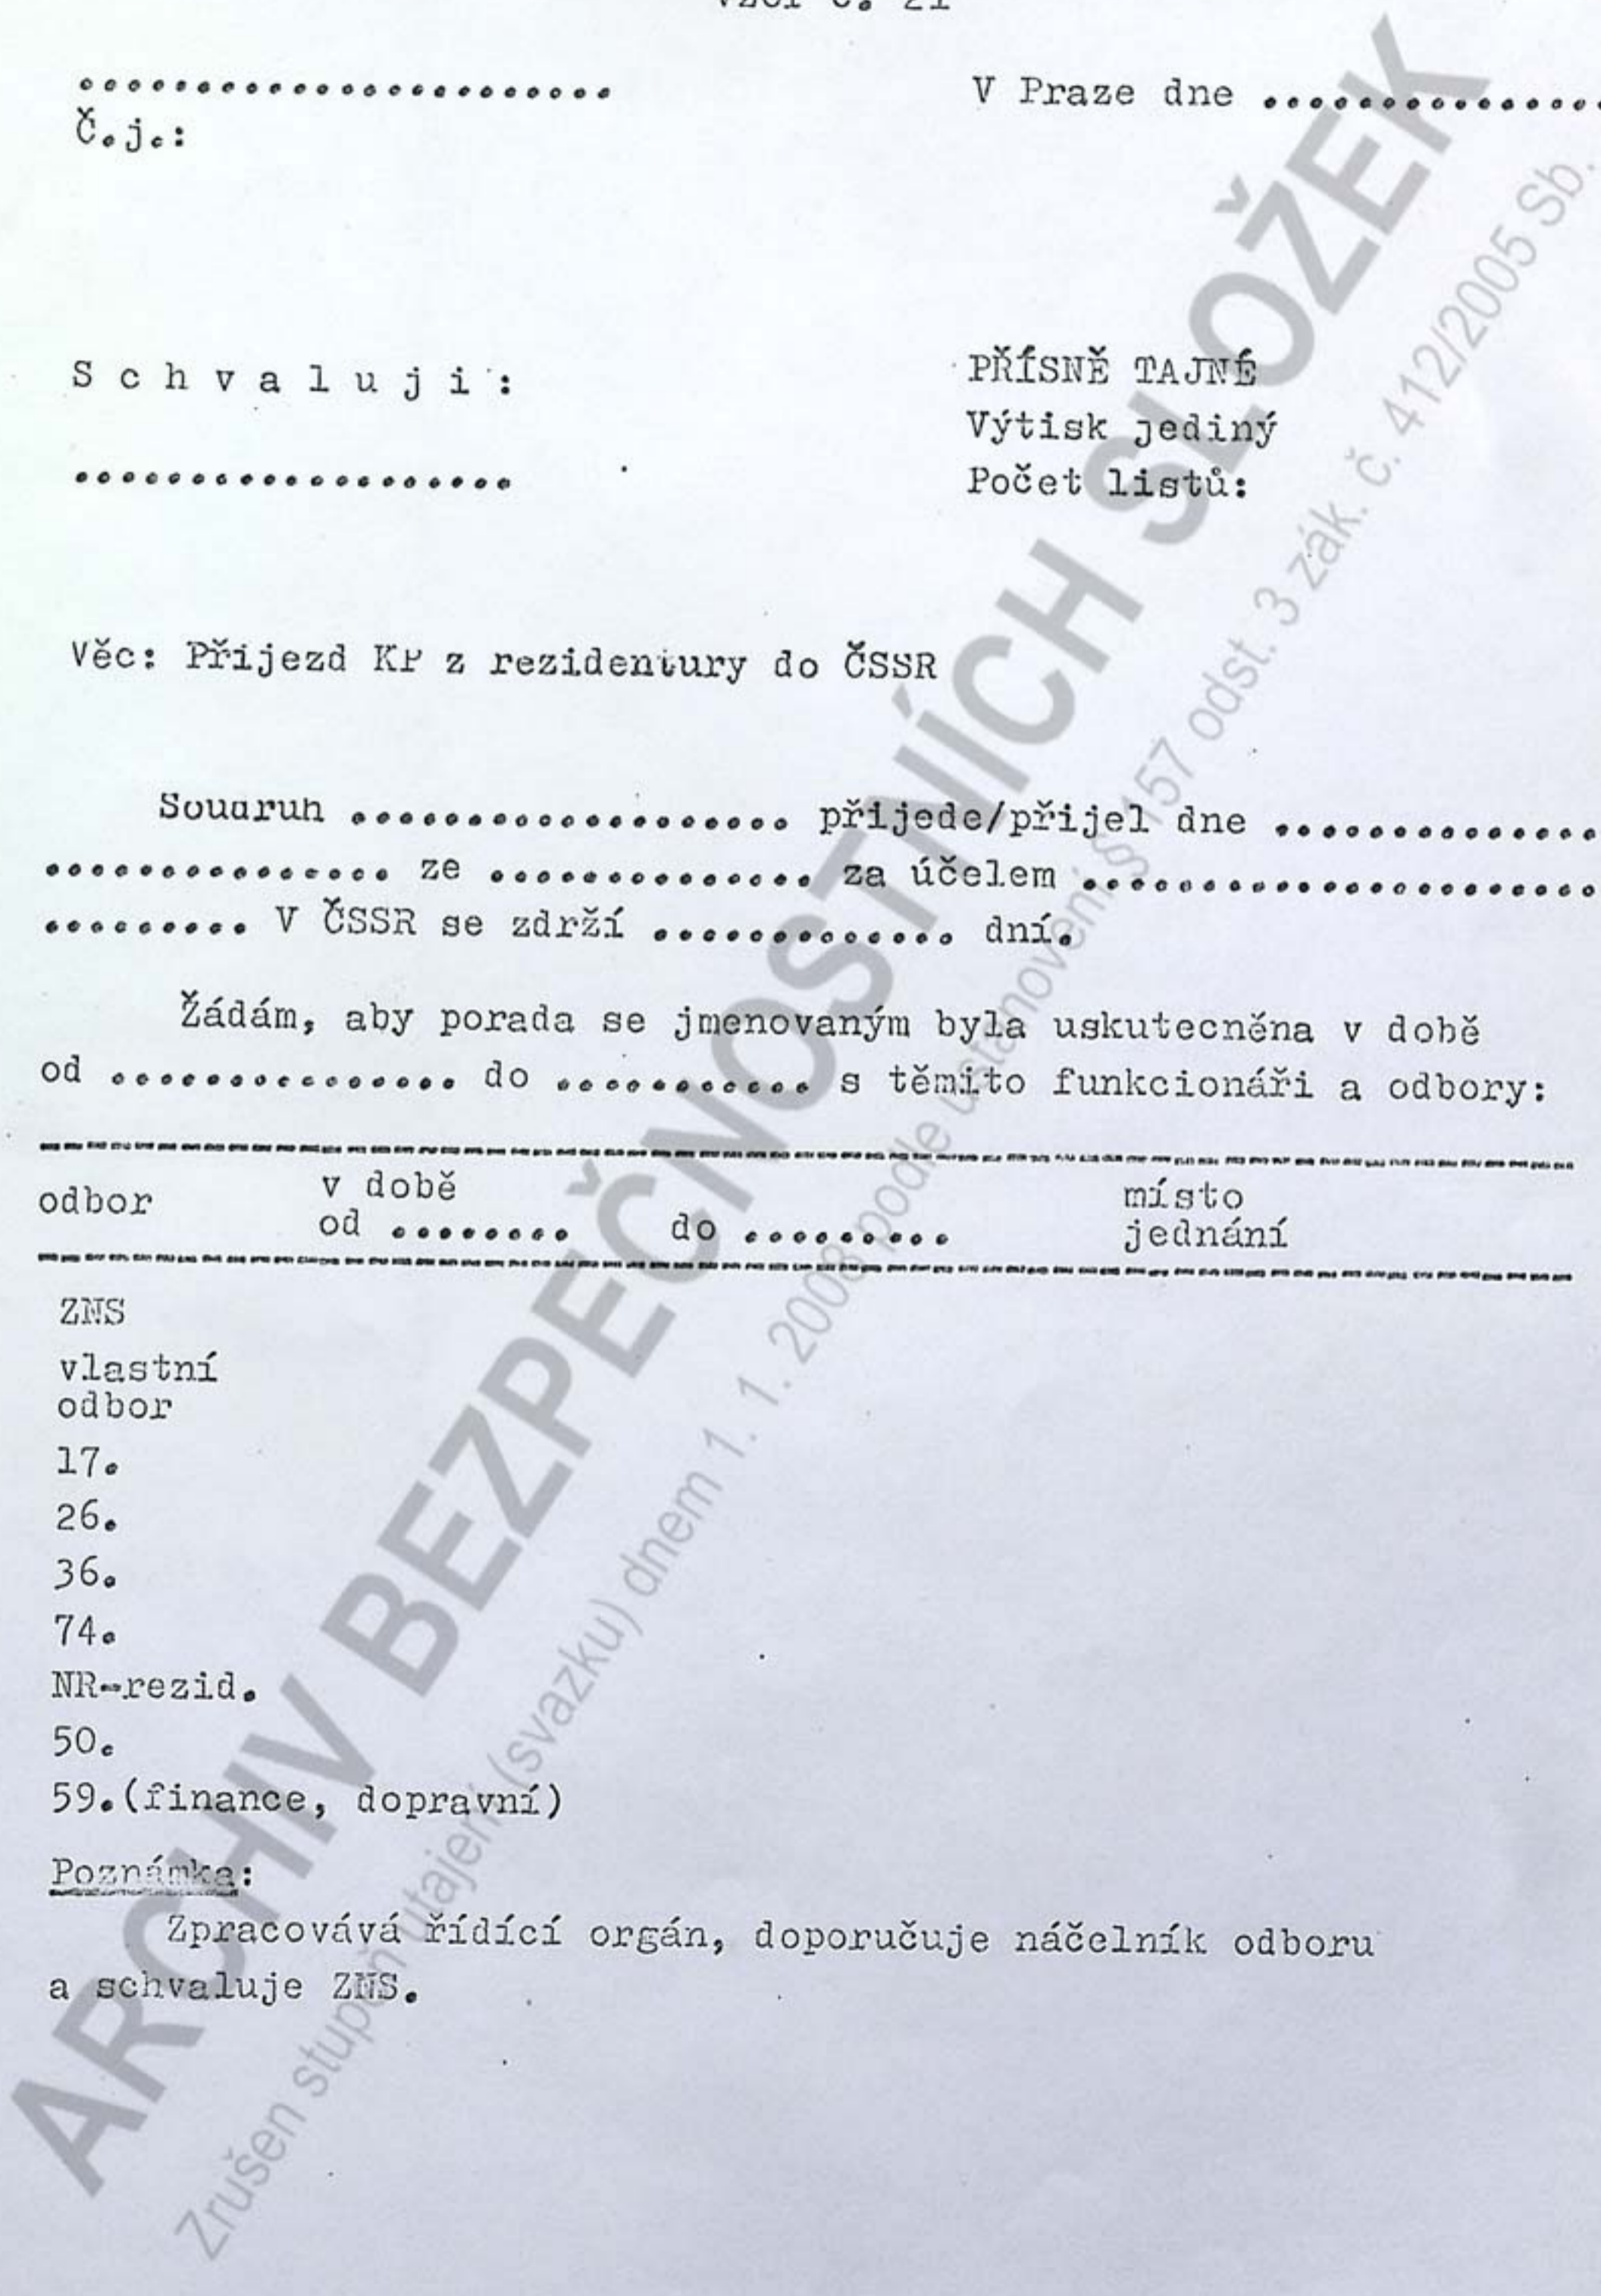 Vzor č. 21
.......................
V Praze dne ...............
Č.j.:
S c h v a l u j i :
PŘÍSNĚ TAJNÉ
Výtisk jediný
...................
Počet listů:
Věc: Příjezd KP z rezidentury do ČSSR
Soudruh ................... přijede/přijel dne ..............
............... ze .............. za účelem ......................
......... V ČSSR se zdrží ............. dní.
Žádám, aby porada se jmenovaným byla uskutečněna v době
od ............... do ........... s těmito funkcionáři a odbory:
odbor v době od ........ do ......... místo jednání
ZNS
vlastní
odbor
17.
26.
36.
74.
NR-rezid.
50.
59.(finance, dopravní)
Poznámka:
Zpracovává řídící orgán, doporučuje náčelník odboru
a schvaluje ZNS.
ARCHIV BEZPEČNOSTNÍCH SLOŽEK
Zrušen stupeň utajení (svazku) dnem 1. 1. 2008 podle ustanovení § 157 odst. 3 zák. č. 412/2005 Sb.